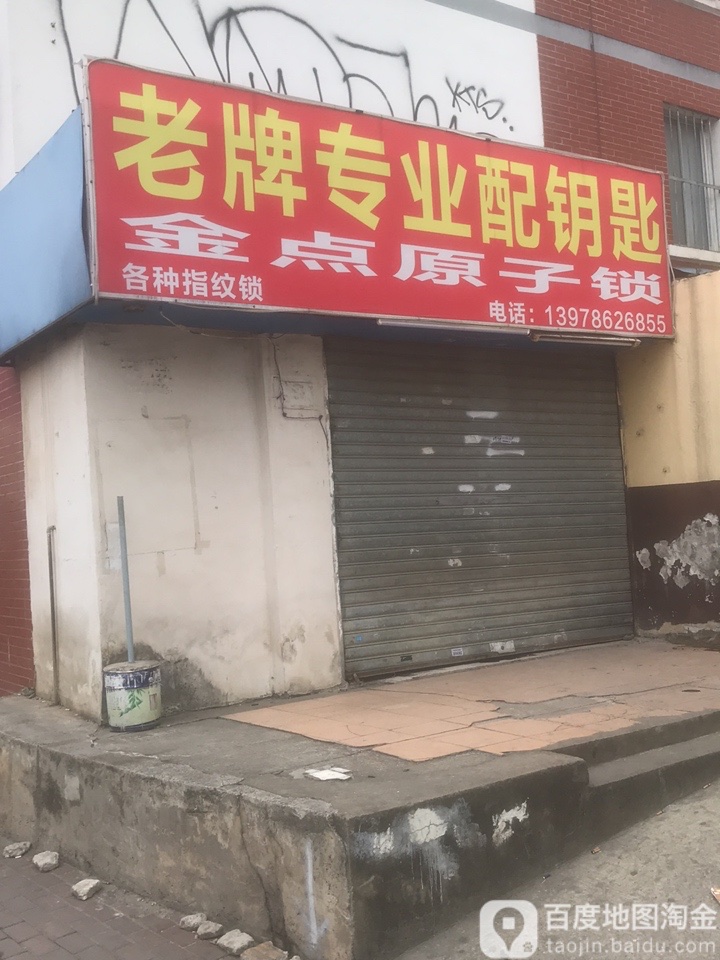 KTS
老牌专业配钥匙
金点原子锁
各种指纹锁
电话：13978626855
百度地图淘金
taojin.baidu.com